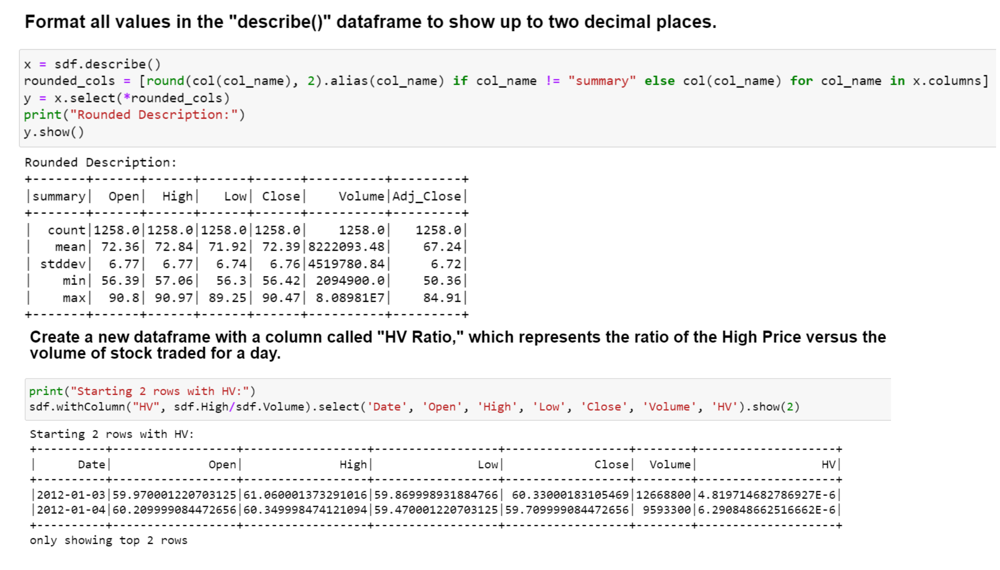 Format all values in the "describe()" dataframe to show up to two decimal places.
x = sdf.describe()
rounded_cols = [round(col(col_name), 2).alias(col_name) if col_name != "summary" else col(col_name) for col_name in x.columns]
y = x.select(*rounded_cols)
print("Rounded Description:")
y.show()
Rounded Description:
+-------+------+------+------+------+----------+---------+
|summary|  Open|  High|   Low| Close|    Volume|Adj_Close|
+-------+------+------+------+------+----------+---------+
|  count|1258.0|1258.0|1258.0|1258.0|    1258.0|   1258.0|
|   mean| 72.36| 72.84| 71.92| 72.39|8222093.48|    67.24|
| stddev|  6.77|  6.77|  6.74|  6.76|4519780.84|     6.72|
|    min| 56.39| 57.06|  56.3| 56.42| 2094900.0|    50.36|
|    max|  90.8| 90.97| 89.25| 90.47| 8.08981E7|    84.91|
+-------+------+------+------+------+----------+---------+
Create a new dataframe with a column called "HV Ratio," which represents the ratio of the High Price versus the
volume of stock traded for a day.
print("Starting 2 rows with HV:")
sdf.withColumn("HV", sdf.High/sdf.Volume).select('Date', 'Open', 'High', 'Low', 'Close', 'Volume', 'HV').show(2)
Starting 2 rows with HV:
+----------+------------------+------------------+------------------+------------------+--------+--------------------+
|      Date|              Open|              High|               Low|             Close|  Volume|                  HV|
+----------+------------------+------------------+------------------+------------------+--------+--------------------+
|2012-01-03|59.970001220703125|61.060001373291016|59.869998931884766| 60.33000183105469|12668800|4.819714682786927E-6|
|2012-01-04|60.209999084472656|60.349998474121094|59.470001220703125|59.709999084472656| 9593300|6.290848662516662E-6|
+----------+------------------+------------------+------------------+------------------+--------+--------------------+
only showing top 2 rows